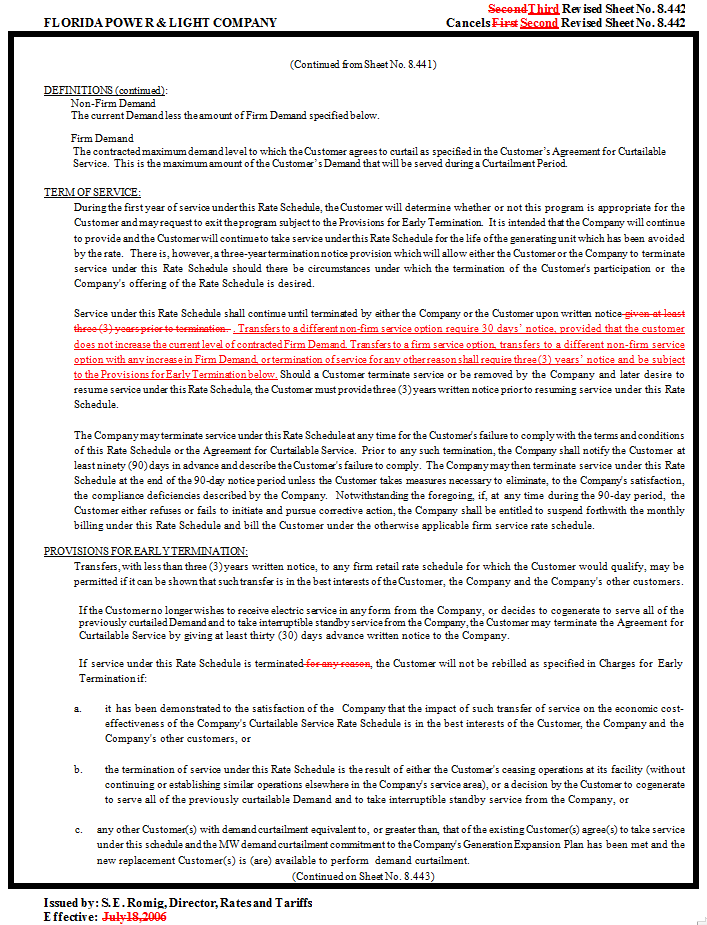 SecondThird Revised Sheet No. 8.442
FLORIDA POWER & LIGHT COMPANY
Cancels First Second Revised Sheet No. 8.442
(Continued from Sheet No. 8.441)
DEFINITIONS (continued):
Non-Firm Demand
The current Demand less the amount of Firm Demand specified below.
Firm Demand
The contracted maximum demand level to which the Customer agrees to curtail as specified in the Customer's Agreement for Curtailable
Service. This is the maximum amount of the Customer's Demand that will be served during a Curtailment Period.
TERM OF SERVICE:
During the first year of service under this Rate Schedule, the Customer will determine whether or not this program is appropriate for the
Customer and may request to exit the program subject to the Provisions for Early Termination. It is intended that the Company will continue
to provide and the Customer will continue to take service under this Rate Schedule for the life of the generating unit which has been avoided
by the rate. There is, however, a three-year termination notice provision which will allow either the Customer or the Company to terminate
service under this Rate Schedule should there be circumstances under which the termination of the Customer's participation or the
Company's offering of the Rate Schedule is desired.
Service under this Rate Schedule shall continue until terminated by either the Company or the Customer upon written notice given at least
three (3) years prior to termination. . Transfers to a different non-firm service option require 30 days' notice, provided that the customer
does not increase the current level of contracted Firm Demand. Transfers to a firm service option, transfers to a different non-firm service
option with any increase in Firm Demand, or termination of service for any other reason shall require three (3) years' notice and be subject
to the Provisions for Early Termination below. Should a Customer terminate service or be removed by the Company and later desire to
resume service under this Rate Schedule, the Customer must provide three (3) years written notice prior to resuming service under this Rate
Schedule.
The Company may terminate service under this Rate Schedule at any time for the Customer's failure to comply with the terms and conditions
of this Rate Schedule or the Agreement for Curtailable Service. Prior to any such termination, the Company shall notify the Customer at
least ninety (90) days in advance and describe the Customer's failure to comply. The Company may then terminate service under this Rate
Schedule at the end of the 90-day notice period unless the Customer takes measures necessary to eliminate, to the Company's satisfaction,
the compliance deficiencies described by the Company. Notwithstanding the foregoing, if, at any time during the 90-day period, the
Customer either refuses or fails to initiate and pursue corrective action, the Company shall be entitled to suspend forthwith the monthly
billing under this Rate Schedule and bill the Customer under the otherwise applicable firm service rate schedule.
PROVISIONS FOR EARLY TERMINATION:
Transfers, with less than three (3) years written notice, to any firm retail rate schedule for which the Customer would qualify, may be
permitted if it can be shown that such transfer is in the best interests of the Customer, the Company and the Company's other customers.
If the Customer no longer wishes to receive electric service in any form from the Company, or decides to cogenerate to serve all of the
previously curtailed Demand and to take interruptible standby service from the Company, the Customer may terminate the Agreement for
Curtailable Service by giving at least thirty (30) days advance written notice to the Company.
If service under this Rate Schedule is terminated for any reason, the Customer will not be rebilled as specified in Charges for Early
Termination if:
a. it has been demonstrated to the satisfaction of the Company that the impact of such transfer of service on the economic cost-
effectiveness of the Company's Curtailable Service Rate Schedule is in the best interests of the Customer, the Company and the
Company's other customers, or
b. the termination of service under this Rate Schedule is the result of either the Customer's ceasing operations at its facility (without
continuing or establishing similar operations elsewhere in the Company's service area), or a decision by the Customer to cogenerate
to serve all of the previously curtailable Demand and to take interruptible standby service from the Company, or
c. any other Customer(s) with demand curtailment equivalent to, or greater than, that of the existing Customer(s) agree(s) to take service
under this schedule and the MW demand curtailment commitment to the Company's Generation Expansion Plan has been met and the
new replacement Customer(s) is (are) available to perform demand curtailment.
(Continued on Sheet No. 8.443)
Issued by: S. E. Romig, Director, Rates and Tariffs
Effective: July 18, 2006